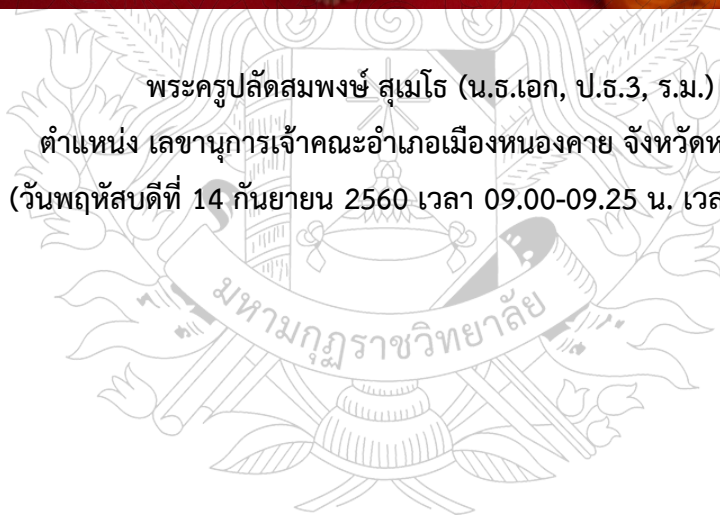 พระครูปลัดสมพงษ์ สุเมโธ (น.ธ.เอก, ป.ธ.3, ร.ม.)
ตำแหน่ง เลขานุการเจ้าคณะอำเภอเมืองหนองคาย จังหวัด
(วันพฤหัสบดีที่ 14 กันยายน 2560 เวลา 09.00-09.25 น.
มหามกุฏราชวิทยาลัย